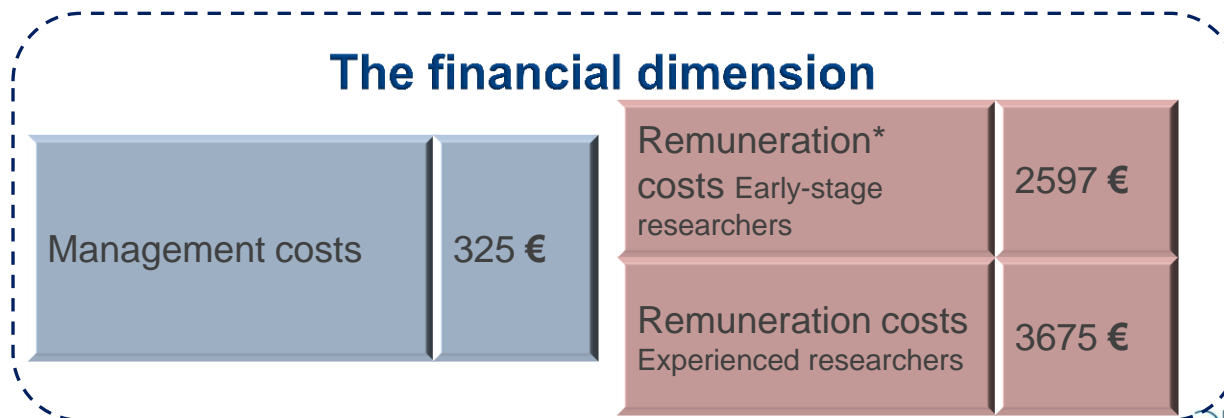 The financial dimension
Management costs
325 €
Remuneration*
costs Early-stage
researchers
2597 €
Remuneration costs
Experienced researchers
3675 €